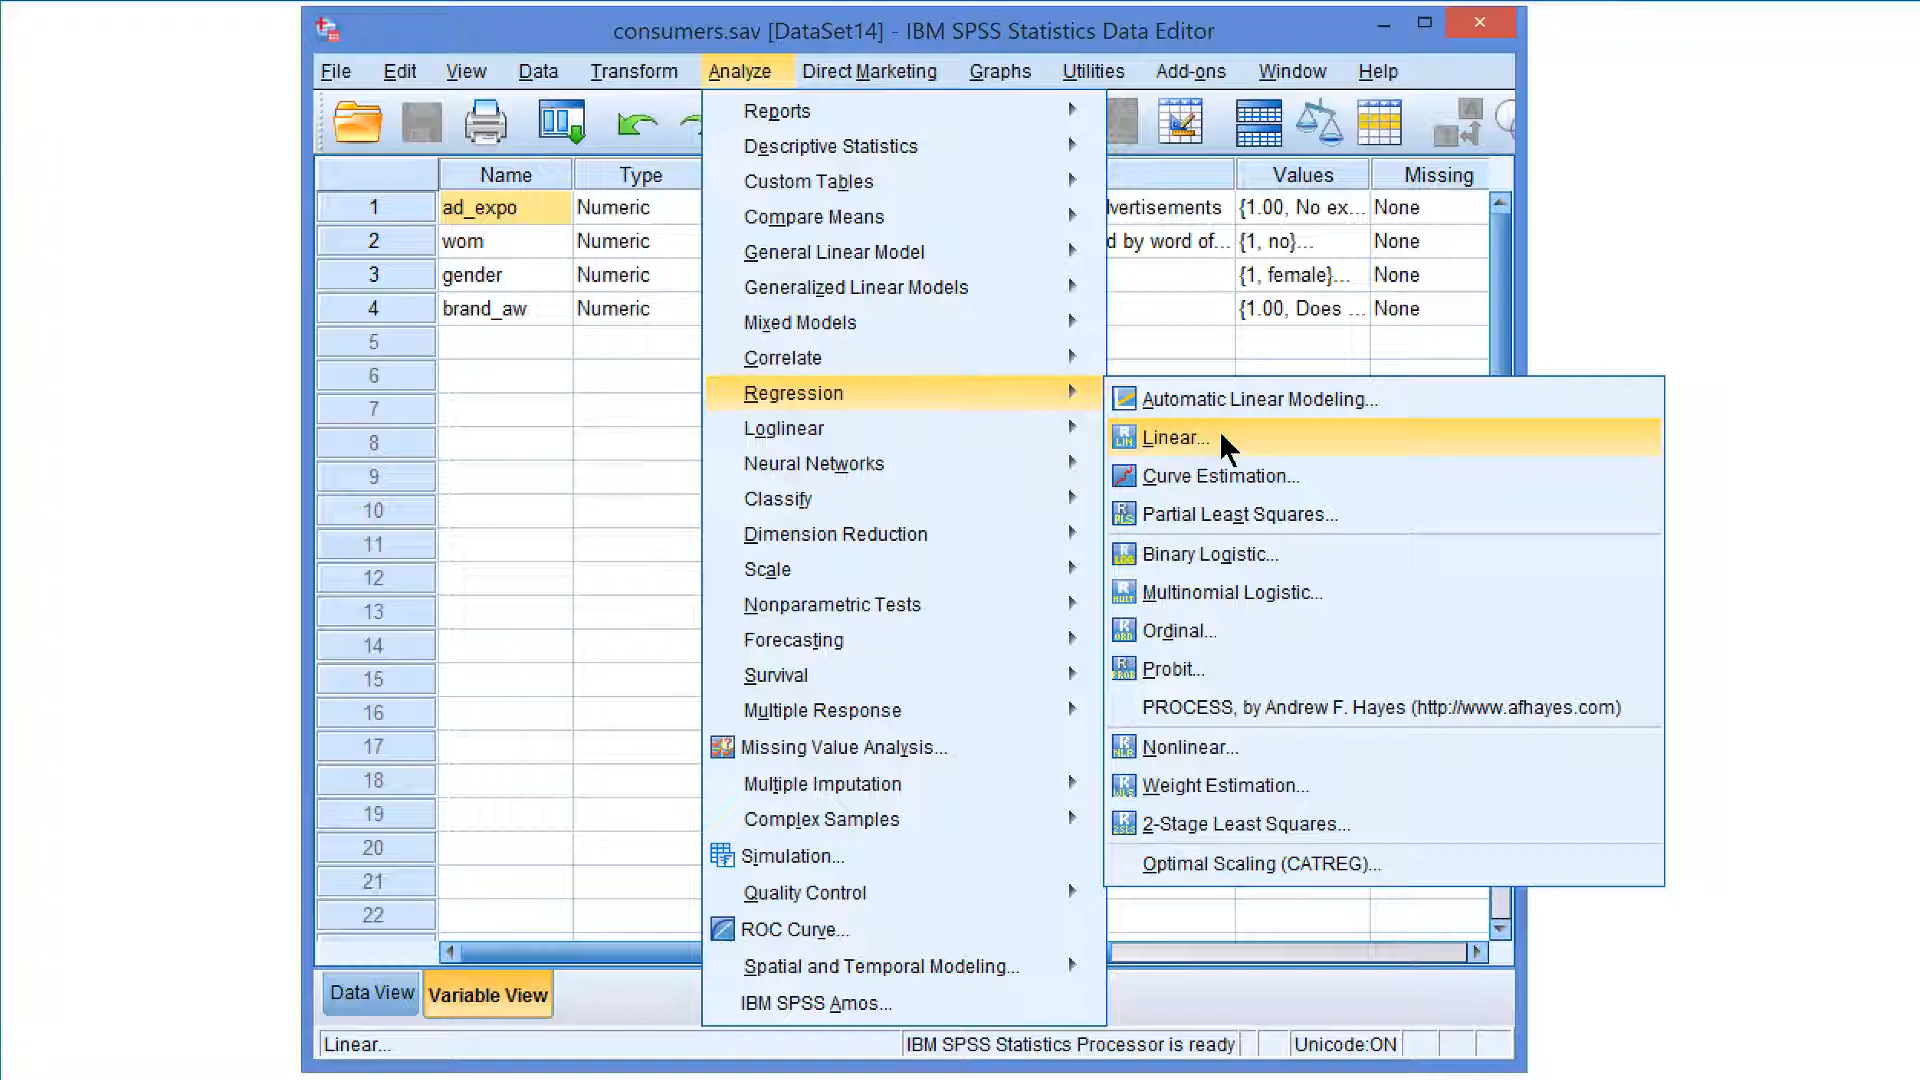 consumers.sav [DataSet14] - IBM SPSS Statistics Data Editor
File Edit View Data Transform Analyze Direct Marketing Graphs Utilities Add-ons Window Help
Name Type Values Missing
1 ad_expo Numeric vertisements {1.00, No ex... None
2 wom Numeric d by word of... {1, no}... None
3 gender Numeric {1, female}... None
4 brand_aw Numeric {1.00, Does ... None
5
6
7
8
9
10
11
12
13
14
15
16
17
18
19
20
21
22
Reports
Descriptive Statistics
Custom Tables
Compare Means
General Linear Model
Generalized Linear Models
Mixed Models
Correlate
Regression
Loglinear
Neural Networks
Classify
Dimension Reduction
Scale
Nonparametric Tests
Forecasting
Survival
Multiple Response
Missing Value Analysis...
Multiple Imputation
Complex Samples
Simulation...
Quality Control
ROC Curve...
Spatial and Temporal Modeling...
IBM SPSS Amos...
Automatic Linear Modeling...
Linear...
Curve Estimation...
Partial Least Squares...
Binary Logistic...
Multinomial Logistic...
Ordinal...
Probit...
PROCESS, by Andrew F. Hayes (http://www.afhayes.com)
Nonlinear...
Weight Estimation...
2-Stage Least Squares...
Optimal Scaling (CATREG)...
Data View Variable View
Linear... IBM SPSS Statistics Processor is ready Unicode:ON